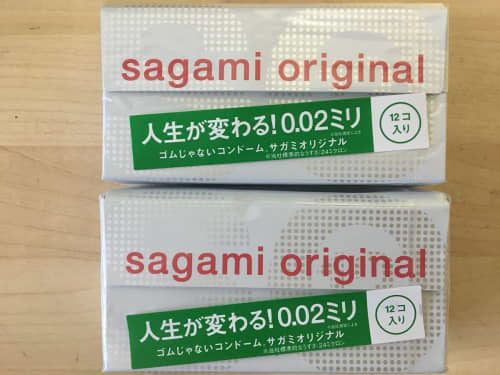 sagami original
人生が変わる!0.02ミリ
ゴムじゃないコンドーム、サガミオリジナル
12コ
入り
sagami original
人生が変わる!0.02ミリ
ゴムじゃないコンドーム、サガミオリジナル
12コ
入り